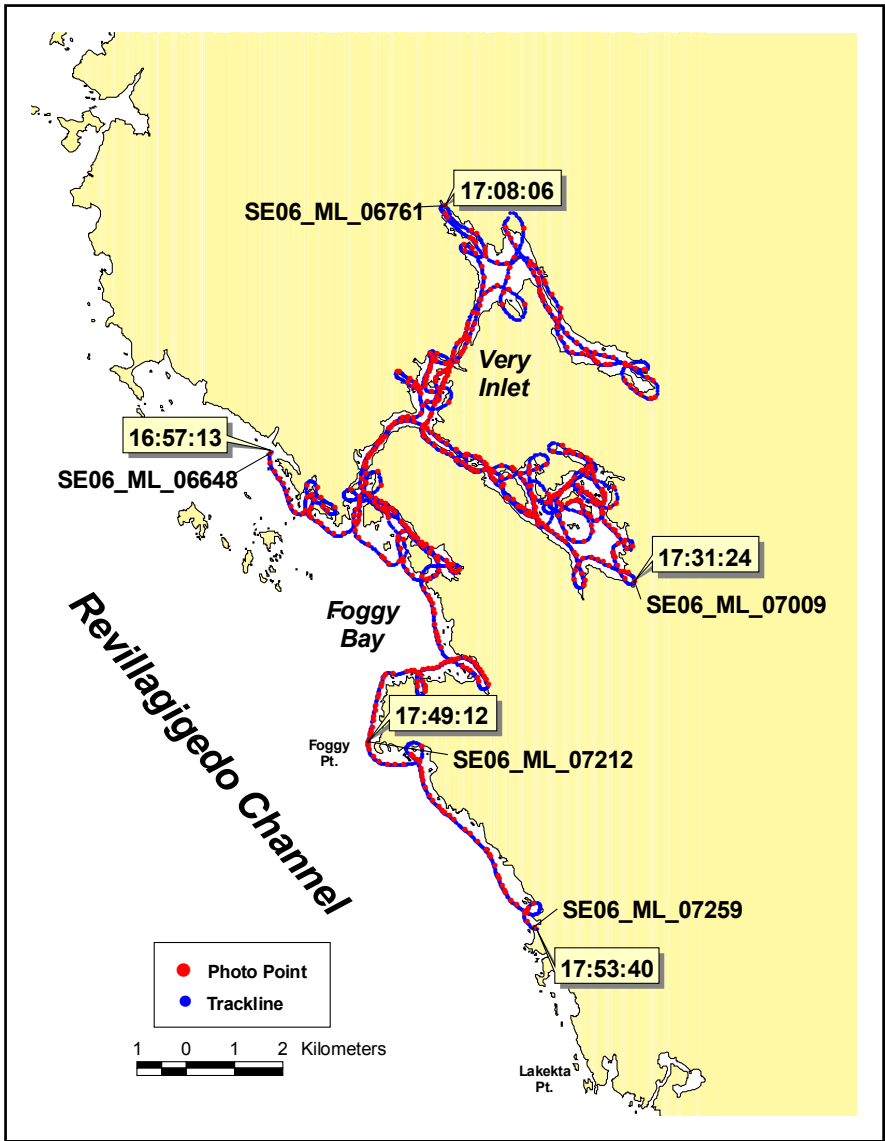 17:08:06
SE06_ML_06761
Very
Inlet
16:57:13
SE06_ML_06648
17:31:24
SE06_ML_07009
Foggy
Bay
Revillagigedo Channel
17:49:12
Foggy
Pt.
SE06_ML_07212
SE06_ML_07259
17:53:40
Photo Point
Trackline
1 0 1 2 Kilometers
Lakekta
Pt.